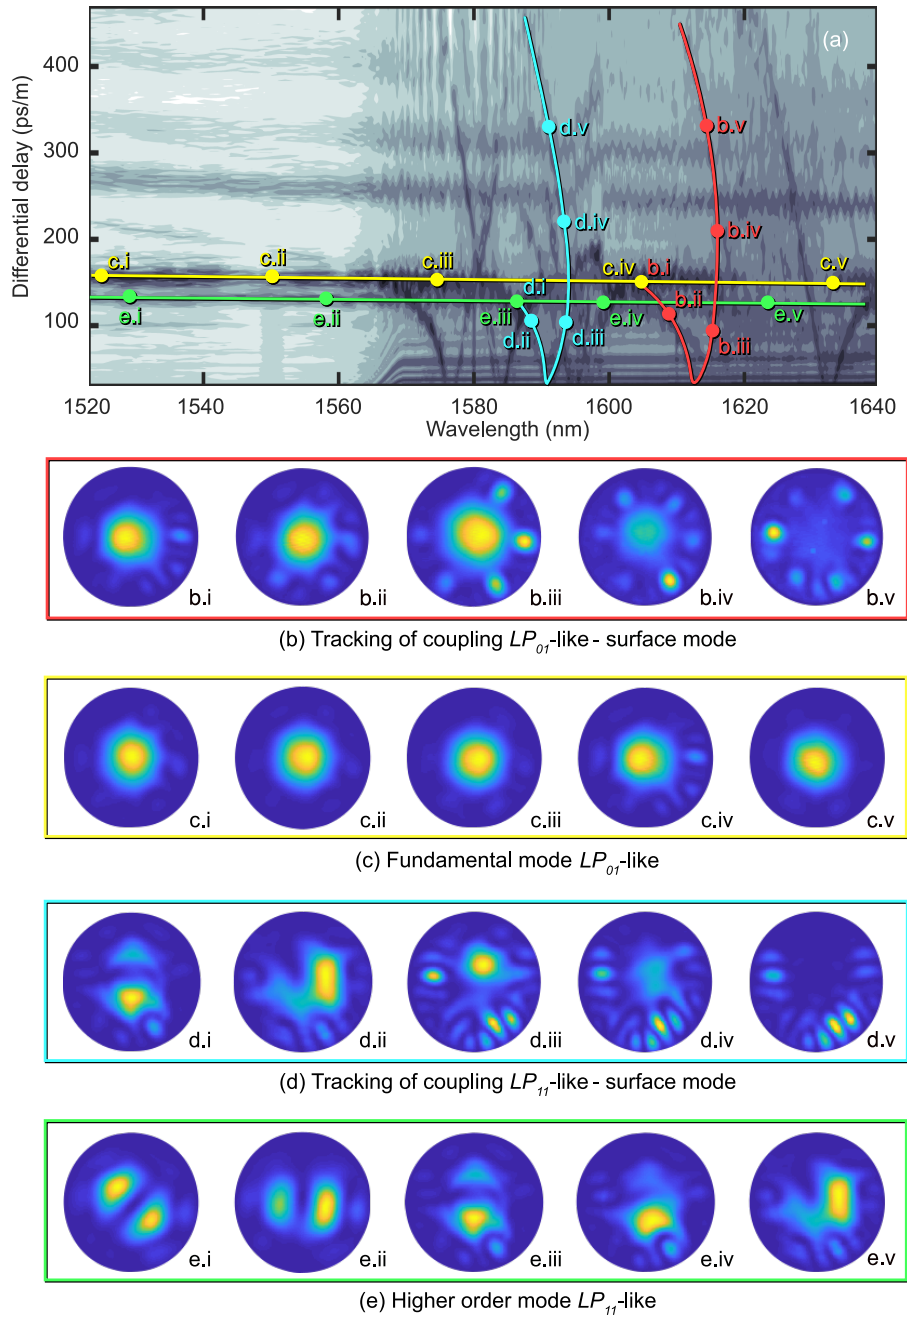 (a)
Differential delay (ps/m)
400
300
200
100
d.v
b.v
d.iv
b.iv
c.i
c.ii
c.iii
d.i
c.iv
b.i
c.v
e.i
e.ii
e.iii
d.ii
d.iii
e.iv
b.ii
b.iii
e.v
1520
1540
1560
1580
1600
1620
1640
Wavelength (nm)
b.i
b.ii
b.iii
b.iv
b.v
(b) Tracking of coupling LP01-like - surface mode
c.i
c.ii
c.iii
c.iv
c.v
(c) Fundamental mode LP01-like
d.i
d.ii
d.iii
d.iv
d.v
(d) Tracking of coupling LP11-like - surface mode
e.i
e.ii
e.iii
e.iv
e.v
(e) Higher order mode LP11-like